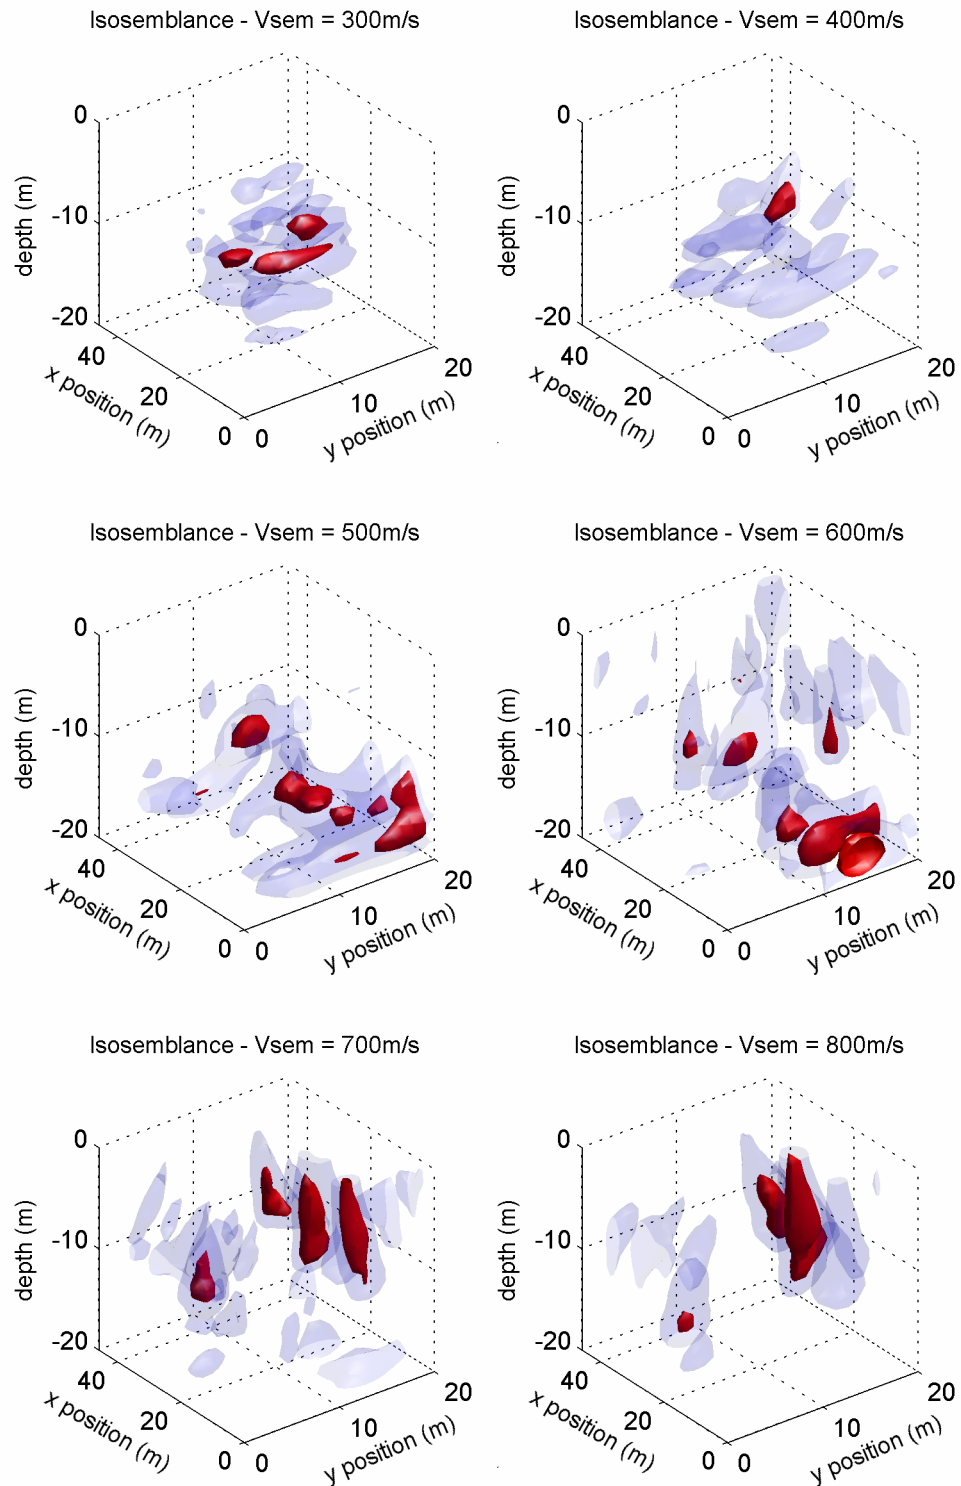 Isosemblance - Vsem = 300m/s
0
-10
-20
depth (m)
40
20
0
x position (m)
0
10
20
y position (m)
Isosemblance - Vsem = 400m/s
0
-10
-20
depth (m)
40
20
0
x position (m)
0
10
20
y position (m)
Isosemblance - Vsem = 500m/s
0
-10
-20
depth (m)
40
20
0
x position (m)
0
10
20
y position (m)
Isosemblance - Vsem = 600m/s
0
-10
-20
depth (m)
40
20
0
x position (m)
0
10
20
y position (m)
Isosemblance - Vsem = 700m/s
0
-10
-20
depth (m)
40
20
0
x position (m)
0
10
20
y position (m)
Isosemblance - Vsem = 800m/s
0
-10
-20
depth (m)
40
20
0
x position (m)
0
10
20
y position (m)